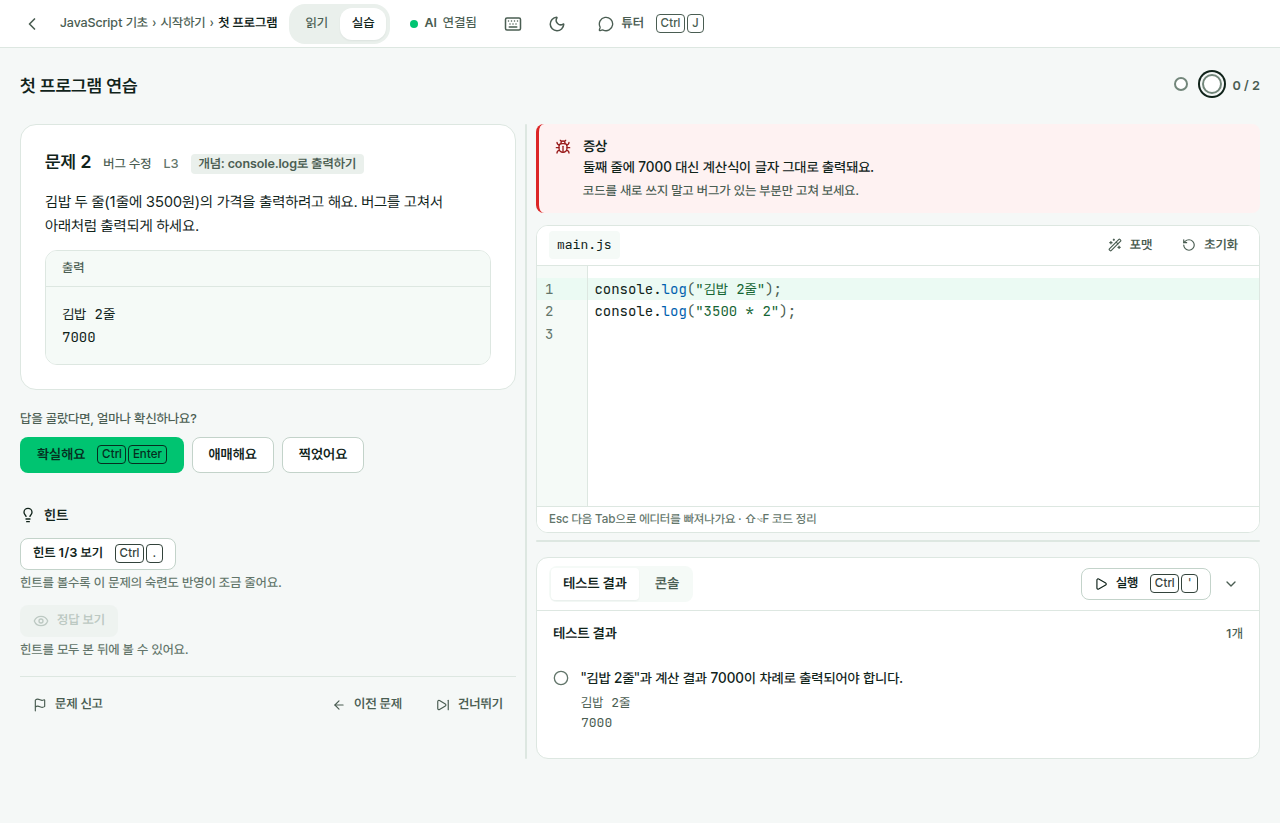 JavaScript 기초 › 시작하기 › 첫 프로그램
읽기 실습
AI 연결됨
튜터 Ctrl J
첫 프로그램 연습
0 / 2
문제 2 버그 수정 L3 개념: console.log로 출력하기
김밥 두 줄(1줄에 3500원)의 가격을 출력하려고 해요. 버그를 고쳐서
아래처럼 출력되게 하세요.
출력
김밥 2줄
7000
답을 골랐다면, 얼마나 확신하나요?
확실해요 Ctrl Enter 애매해요 찍었어요
힌트
힌트 1/3 보기 Ctrl .
힌트를 볼수록 이 문제의 숙련도 반영이 조금 줄어요.
정답 보기
힌트를 모두 본 뒤에 볼 수 있어요.
문제 신고 이전 문제 건너뛰기
증상
둘째 줄에 7000 대신 계산식이 글자 그대로 출력돼요.
코드를 새로 쓰지 말고 버그가 있는 부분만 고쳐 보세요.
main.js 포맷 초기화
1 console.log("김밥 2줄");
2 console.log("3500 * 2");
3
Esc 다음 Tab으로 에디터를 빠져나가요 · ⇧⌥F 코드 정리
테스트 결과 콘솔 실행 Ctrl '
테스트 결과 1개
"김밥 2줄"과 계산 결과 7000이 차례로 출력되어야 합니다.
김밥 2줄
7000